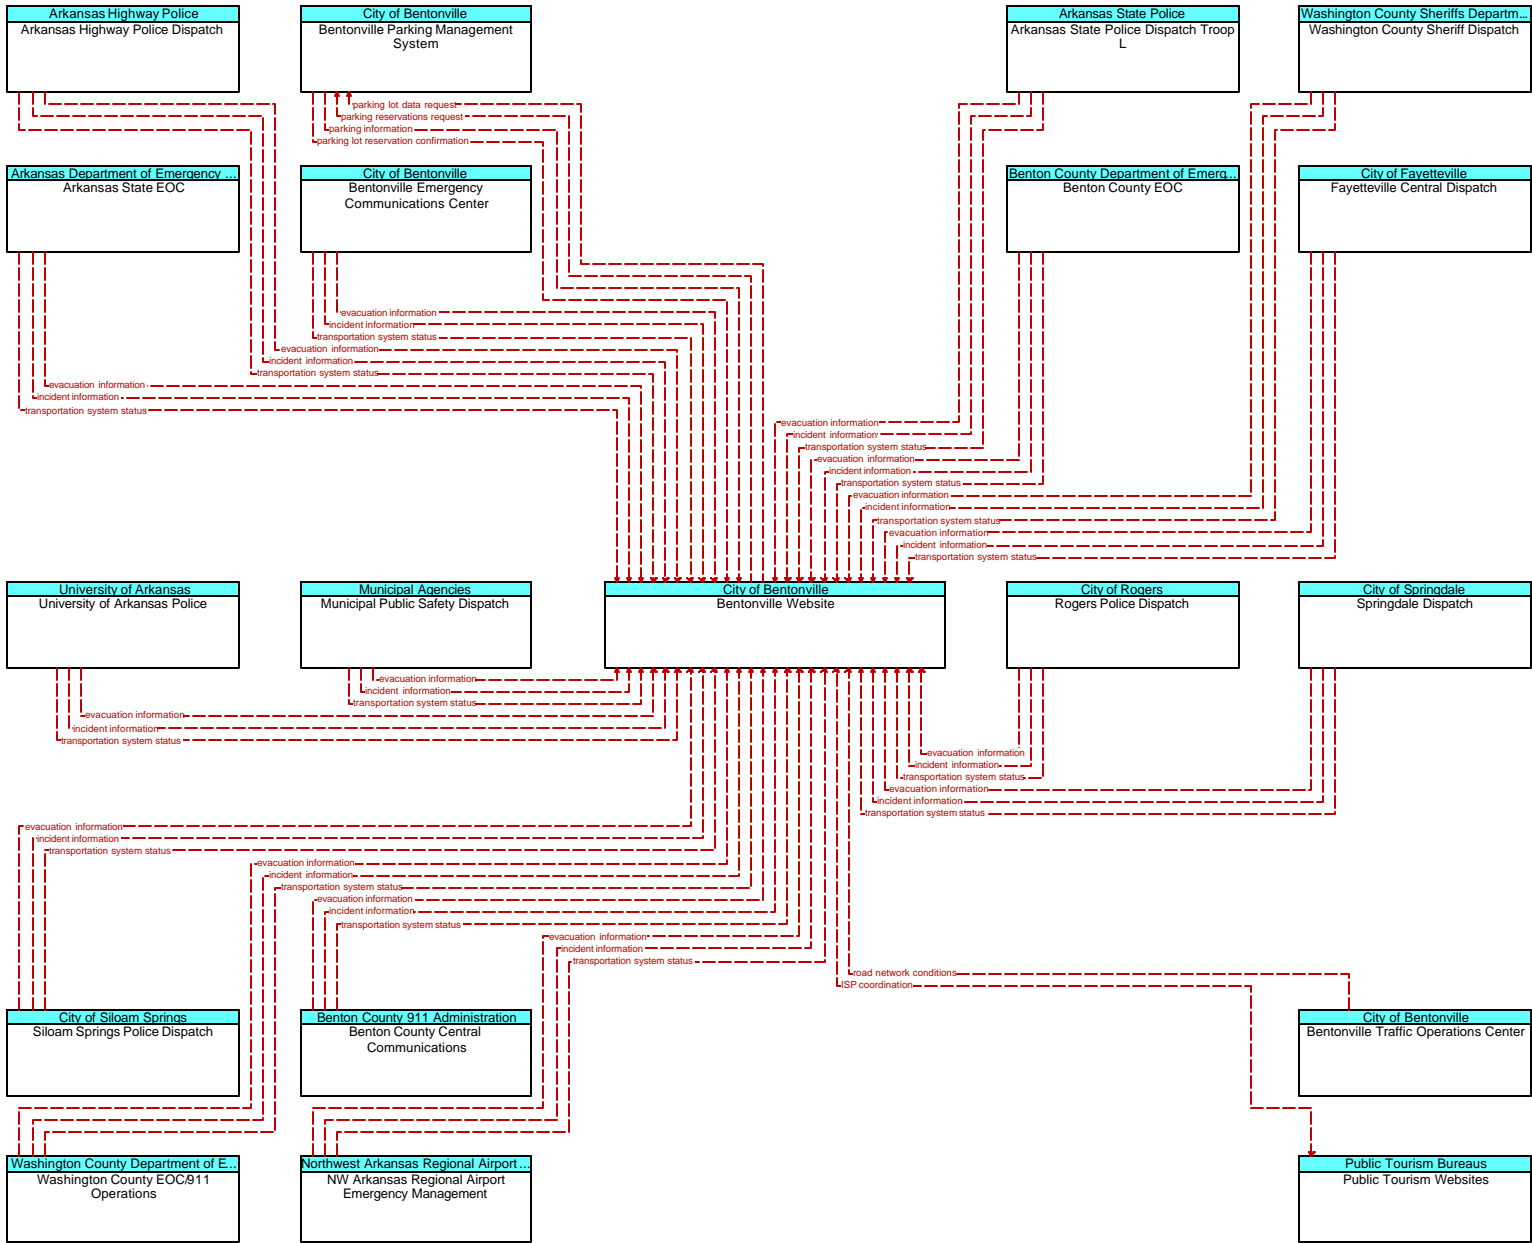 Arkansas Highway Police
Arkansas Highway Police Dispatch
City of Bentonville
Bentonville Parking Management
System
Arkansas State Police
Arkansas State Police Dispatch Troop
L
Washington County Sheriffs Departm...
Washington County Sheriff Dispatch
parking lot data request
parking reservations request
parking information
parking lot reservation confirmation
Arkansas Department of Emergency ...
Arkansas State EOC
City of Bentonville
Bentonville Emergency
Communications Center
Benton County Department of Emerg...
Benton County EOC
City of Fayetteville
Fayetteville Central Dispatch
evacuation information
incident information
transportation system status
evacuation information
incident information
transportation system status
evacuation information
incident information
transportation system status
evacuation information
incident information
transportation system status
evacuation information
incident information
transportation system status
evacuation information
incident information
transportation system status
evacuation information
incident information
transportation system status
University of Arkansas
University of Arkansas Police
Municipal Agencies
Municipal Public Safety Dispatch
City of Bentonville
Bentonville Website
City of Rogers
Rogers Police Dispatch
City of Springdale
Springdale Dispatch
evacuation information
incident information
transportation system status
evacuation information
incident information
transportation system status
evacuation information
incident information
transportation system status
evacuation information
incident information
transportation system status
evacuation information
incident information
transportation system status
evacuation information
incident information
transportation system status
evacuation information
incident information
transportation system status
evacuation information
incident information
transportation system status
road network conditions
ISP coordination
City of Siloam Springs
Siloam Springs Police Dispatch
Benton County 911 Administration
Benton County Central
Communications
City of Bentonville
Bentonville Traffic Operations Center
Washington County Department of E...
Washington County EOC/911
Operations
Northwest Arkansas Regional Airport ...
NW Arkansas Regional Airport
Emergency Management
Public Tourism Bureaus
Public Tourism Websites